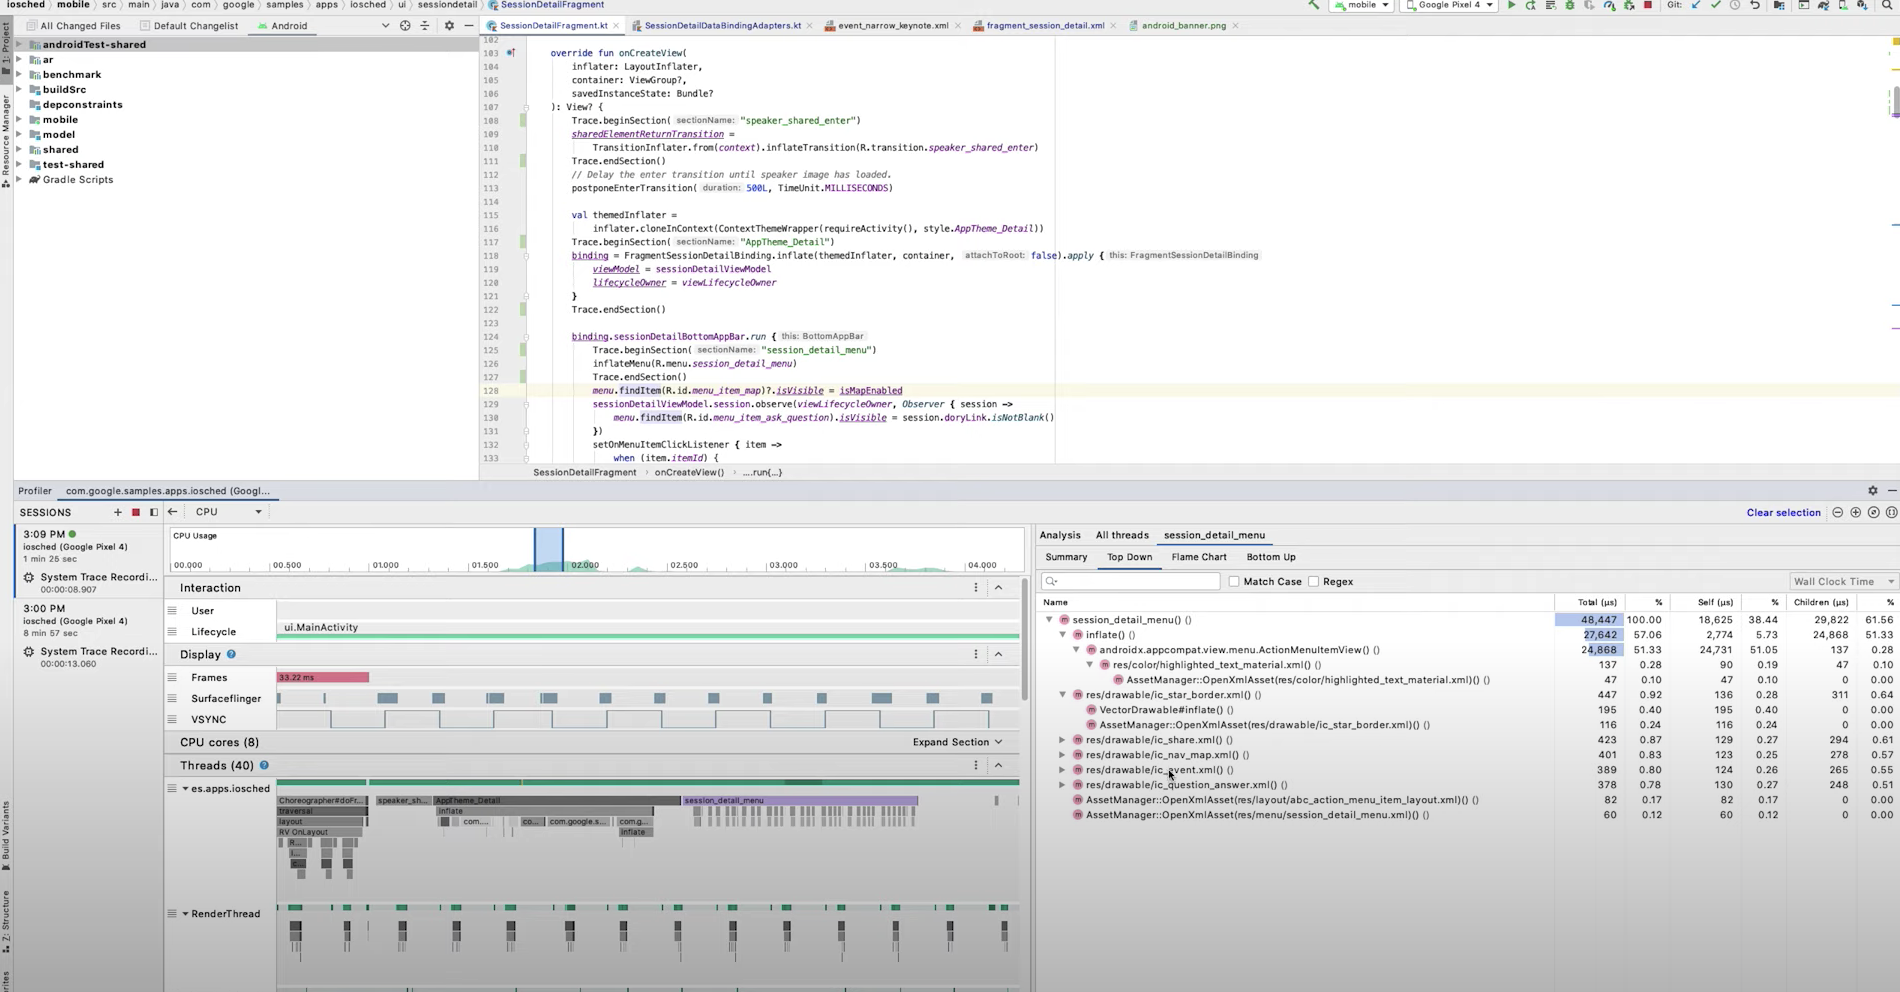 iosched › mobile › src › main › java › com › google › samples › apps › iosched › ui › sessiondetail › SessionDetailFragment
mobile
Google Pixel 4
Git:
All Changed Files
Default Changelist
Android
SessionDetailFragment.kt
SessionDetailDataBindingAdapters.kt
event_narrow_keynote.xml
fragment_session_detail.xml
android_banner.png
1: Project
Resource Manager
Build Variants
Z: Structure
androidTest-shared
ar
benchmark
buildSrc
depconstraints
mobile
model
shared
test-shared
Gradle Scripts
102
103 override fun onCreateView(
104 inflater: LayoutInflater,
105 container: ViewGroup?,
106 savedInstanceState: Bundle?
107 ): View? {
108 Trace.beginSection( sectionName: "speaker_shared_enter")
109 sharedElementReturnTransition =
110 TransitionInflater.from(context).inflateTransition(R.transition.speaker_shared_enter)
111 Trace.endSection()
112 // Delay the enter transition until speaker image has loaded.
113 postponeEnterTransition( duration: 500L, TimeUnit.MILLISECONDS)
114
115 val themedInflater =
116 inflater.cloneInContext(ContextThemeWrapper(requireActivity(), style.AppTheme_Detail))
117 Trace.beginSection( sectionName: "AppTheme_Detail")
118 binding = FragmentSessionDetailBinding.inflate(themedInflater, container, attachToRoot: false).apply { this: FragmentSessionDetailBinding
119 viewModel = sessionDetailViewModel
120 lifecycleOwner = viewLifecycleOwner
121 }
122 Trace.endSection()
123
124 binding.sessionDetailBottomAppBar.run { this: BottomAppBar
125 Trace.beginSection( sectionName: "session_detail_menu")
126 inflateMenu(R.menu.session_detail_menu)
127 Trace.endSection()
128 menu.findItem(R.id.menu_item_map)?.isVisible = isMapEnabled
129 sessionDetailViewModel.session.observe(viewLifecycleOwner, Observer { session ->
130 menu.findItem(R.id.menu_item_ask_question).isVisible = session.doryLink.isNotBlank()
131 })
132 setOnMenuItemClickListener { item ->
133 when (item.itemId) {
SessionDetailFragment › onCreateView() › ....run{...}
Profiler
com.google.samples.apps.iosched (Googl...
SESSIONS
CPU
3:09 PM
iosched (Google Pixel 4)
1 min 25 sec
System Trace Recordi...
00:00:08.907
3:00 PM
iosched (Google Pixel 4)
8 min 57 sec
System Trace Recordi...
00:00:13.060
CPU Usage
00.000 00.500 01.000 01.500 02.000 02.500 03.000 03.500 04.000
Interaction
User
Lifecycle
ui.MainActivity
Display
Frames
33.22 ms
Surfaceflinger
VSYNC
CPU cores (8)
Expand Section
Threads (40)
es.apps.iosched
Choreographer#doFr...
speaker_sh...
AppTheme_Detail
session_detail_menu
traversal
inflate
layout
com....
co...
com.google.s...
com.g...
RV OnLayout
inflate
R...
RenderThread
Clear selection
Analysis
All threads
session_detail_menu
Summary
Top Down
Flame Chart
Bottom Up
Match Case
Regex
Wall Clock Time
Name Total (µs) % Self (µs) % Children (µs) %
session_detail_menu() () 48,447 100.00 18,625 38.44 29,822 61.56
inflate() () 27,642 57.06 2,774 5.73 24,868 51.33
androidx.appcompat.view.menu.ActionMenuItemView() () 24,868 51.33 24,731 51.05 137 0.28
res/color/highlighted_text_material.xml() () 137 0.28 90 0.19 47 0.10
AssetManager::OpenXmlAsset(res/color/highlighted_text_material.xml)() () 47 0.10 47 0.10 0 0.00
res/drawable/ic_star_border.xml() () 447 0.92 136 0.28 311 0.64
VectorDrawable#inflate() () 195 0.40 195 0.40 0 0.00
AssetManager::OpenXmlAsset(res/drawable/ic_star_border.xml)() () 116 0.24 116 0.24 0 0.00
res/drawable/ic_share.xml() () 423 0.87 129 0.27 294 0.61
res/drawable/ic_nav_map.xml() () 401 0.83 123 0.25 278 0.57
res/drawable/ic_event.xml() () 389 0.80 124 0.26 265 0.55
res/drawable/ic_question_answer.xml() () 378 0.78 130 0.27 248 0.51
AssetManager::OpenXmlAsset(res/layout/abc_action_menu_item_layout.xml)() () 82 0.17 82 0.17 0 0.00
AssetManager::OpenXmlAsset(res/menu/session_detail_menu.xml)() () 60 0.12 60 0.12 0 0.00